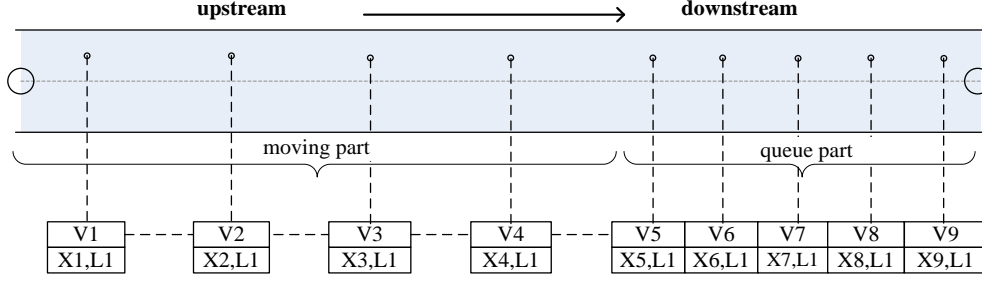 upstream downstream
moving part queue part
V1 V2 V3 V4 V5 V6 V7 V8 V9
X1,L1 X2,L1 X3,L1 X4,L1 X5,L1 X6,L1 X7,L1 X8,L1 X9,L1